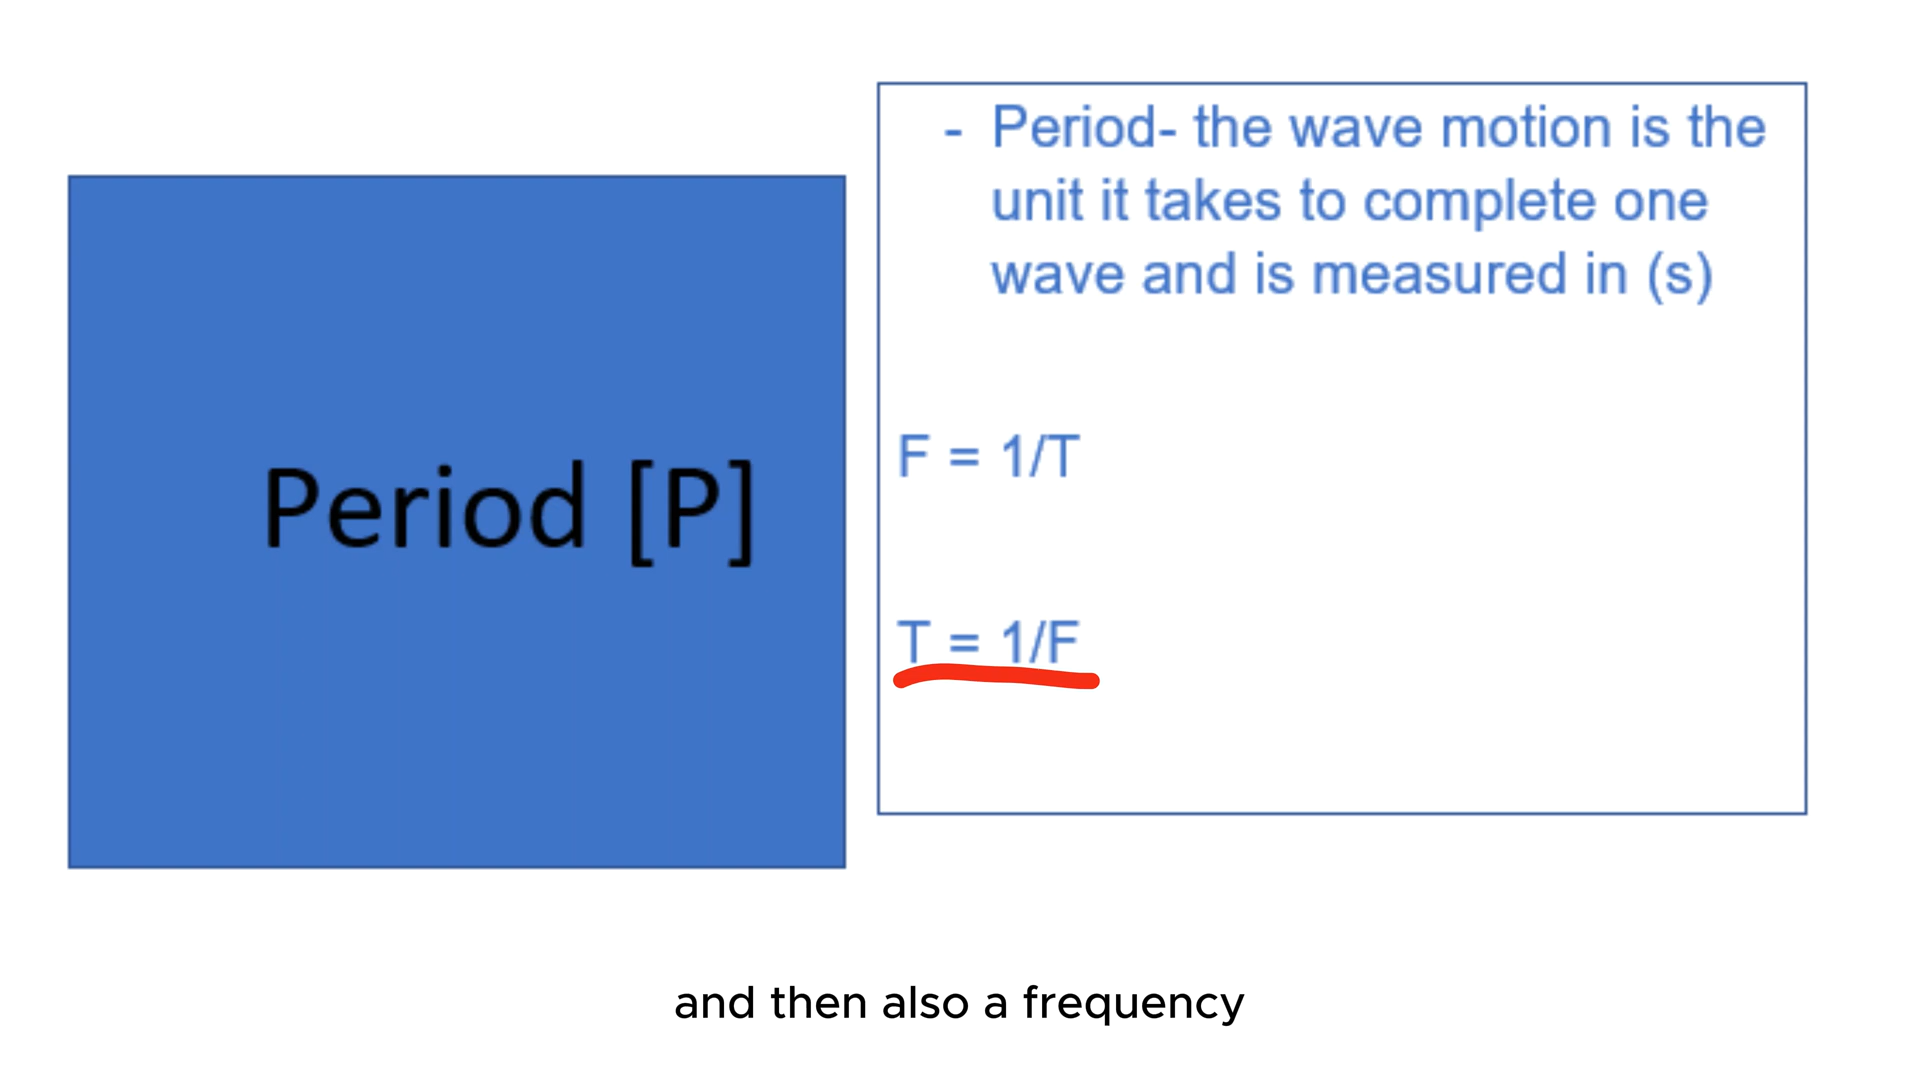 Period [P]
- Period- the wave motion is the
unit it takes to complete one
wave and is measured in (s)
F = 1/T
T = 1/F
and then also a frequency